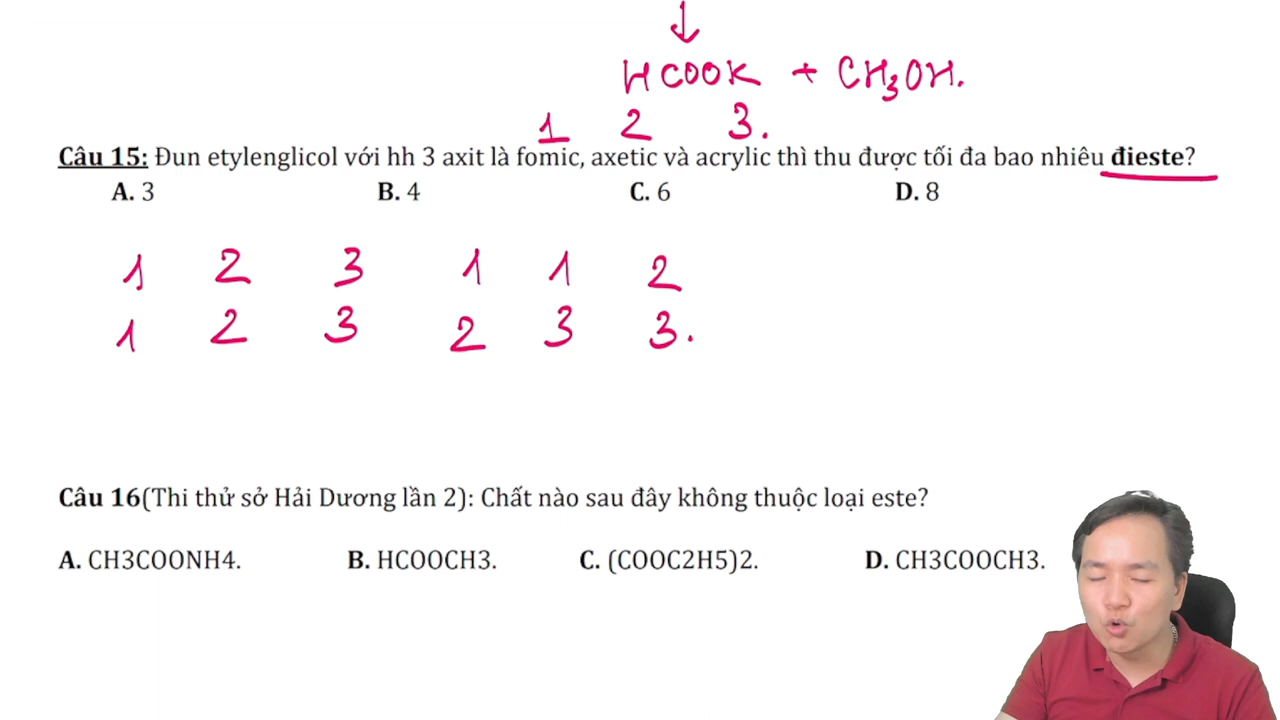 HCOOK + CH3OH.
1 2 3.
Câu 15: Đun etylenglicol với hh 3 axit là fomic, axetic và acrylic thì thu được tối đa bao nhiêu đieste?
A. 3 B. 4 C. 6 D. 8
1 2 3 1 1 2
1 2 3 2 3 3.
Câu 16(Thi thử sở Hải Dương lần 2): Chất nào sau đây không thuộc loại este?
A. CH3COONH4. B. HCOOCH3. C. (COOC2H5)2. D. CH3COOCH3.